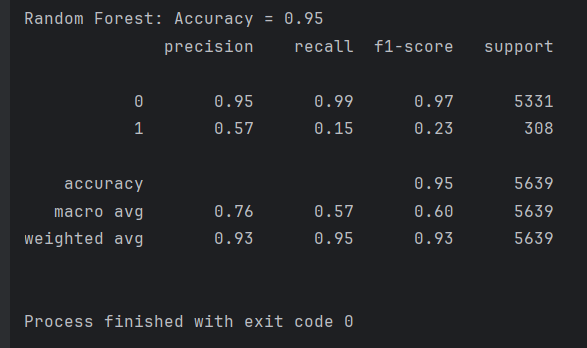 Random Forest: Accuracy = 0.95
precision recall f1-score support
0 0.95 0.99 0.97 5331
1 0.57 0.15 0.23 308
accuracy 0.95 5639
macro avg 0.76 0.57 0.60 5639
weighted avg 0.93 0.95 0.93 5639
Process finished with exit code 0